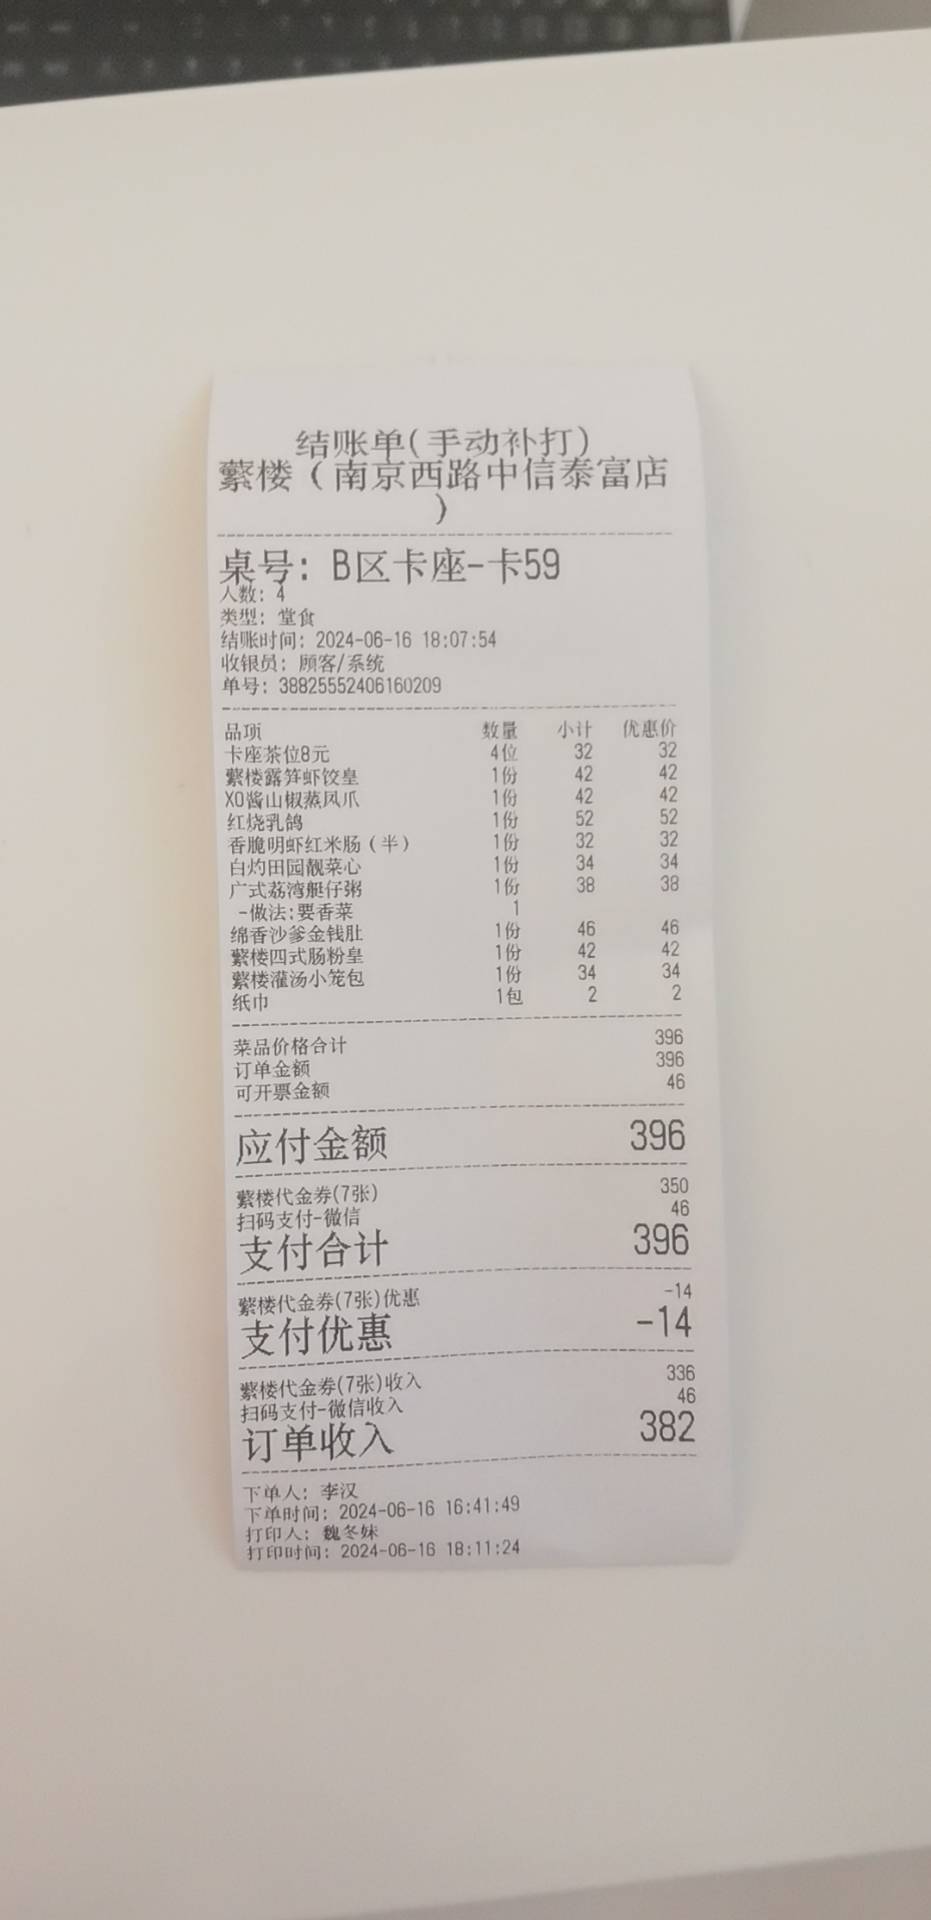 结账单(手动补打)
蘩楼（南京西路中信泰富店
）
桌号: B区卡座-卡59
人数: 4
类型: 堂食
结账时间: 2024-06-16 18:07:54
收银员: 顾客/系统
单号: 38825552406160209
品项 数量 小计 优惠价
卡座茶位8元 4位 32 32
蘩楼露笋虾饺皇 1份 42 42
XO酱山椒蒸凤爪 1份 42 42
红烧乳鸽 1份 52 52
香脆明虾红米肠（半） 1份 32 32
白灼田园靓菜心 1份 34 34
广式荔湾艇仔粥 1份 38 38
-做法:要香菜 1
绵香沙爹金钱肚 1份 46 46
蘩楼四式肠粉皇 1份 42 42
蘩楼灌汤小笼包 1份 34 34
纸巾 1包 2 2
菜品价格合计 396
订单金额 396
可开票金额 46
应付金额 396
蘩楼代金券(7张) 350
扫码支付-微信 46
支付合计 396
蘩楼代金券(7张)优惠 -14
支付优惠 -14
蘩楼代金券(7张)收入 336
扫码支付-微信收入 46
订单收入 382
下单人: 李汉
下单时间: 2024-06-16 16:41:49
打印人: 魏冬妹
打印时间: 2024-06-16 18:11:24